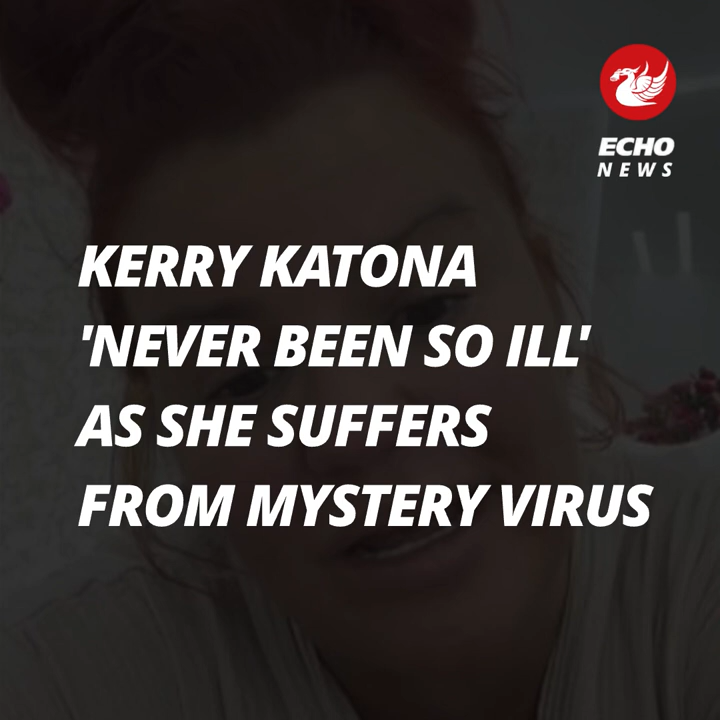 ECHO
NEWS
KERRY KATONA
'NEVER BEEN SO ILL'
AS SHE SUFFERS
FROM MYSTERY VIRUS